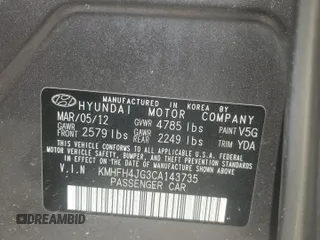 MANUFACTURED IN KOREA BY
HYUNDAI MOTOR COMPANY
MAR/05/12 GVWR 4785 lbs PAINT V5G
GAWR FRONT 2579 lbs GAWR REAR 2249 lbs TRIM YDA
THIS VEHICLE CONFORMS TO ALL APPLICABLE
U.S. FEDERAL MOTOR VEHICLE SAFETY, BUMPER,
AND THEFT PREVENTION STANDARDS IN EFFECT ON
THE DATE OF MANUFACTURE SHOWN ABOVE.
V.I.N KMHFH4JG3CA143735
PASSENGER CAR
DREAMBID